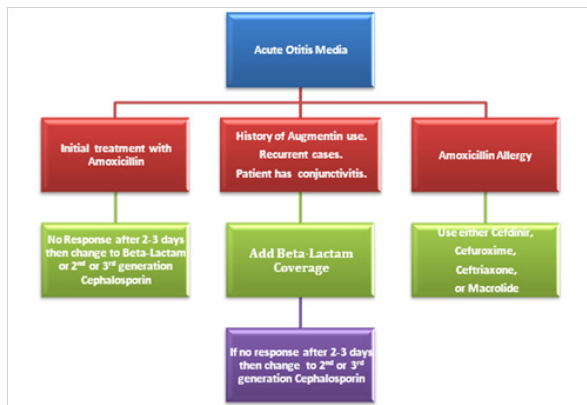 Acute Otitis Media
Initial treatment with
Amoxicillin
History of Augmentin use.
Recurrent cases.
Patient has conjunctivitis.
Amoxicillin Allergy
No Response after 2-3 days
then change to Beta-Lactam
or 2nd or 3rd generation
Cephalosporin
Add Beta-Lactam
Coverage
Use either Cefdinir,
Cefuroxime,
Ceftriaxone,
or Macrolide
If no response after 2-3 days
then change to 2nd or 3rd
generation Cephalosporin